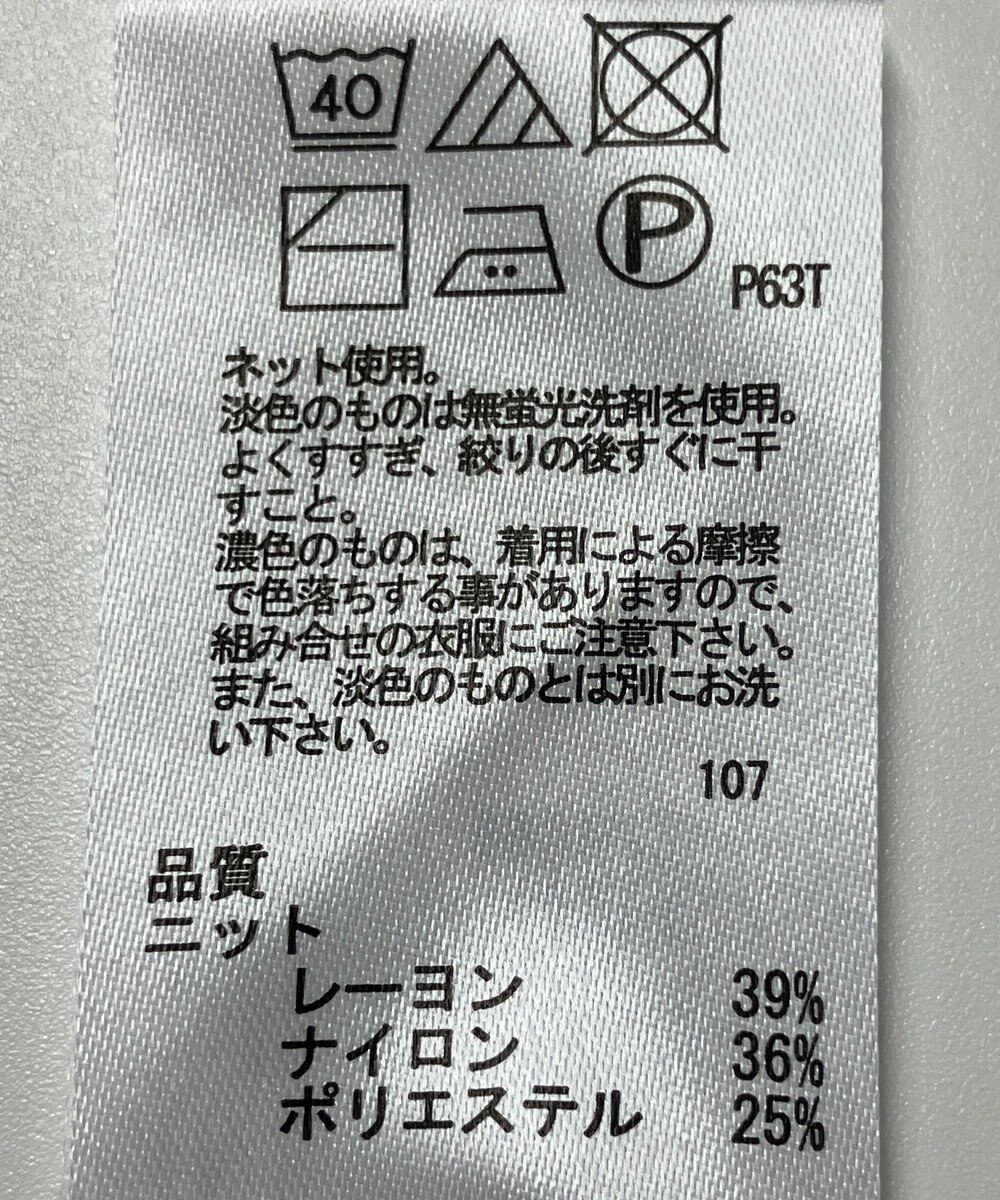 40
P
P63T
ネット使用。
淡色のものは無蛍光洗剤を使用。
よくすすぎ、絞りの後すぐに干
すこと。
濃色のものは、着用による摩擦
で色落ちする事がありますので、
組み合せの衣服にご注意下さい。
また、淡色のものとは別にお洗
い下さい。
107
品質
ニット
レーヨン 39%
ナイロン 36%
ポリエステル 25%